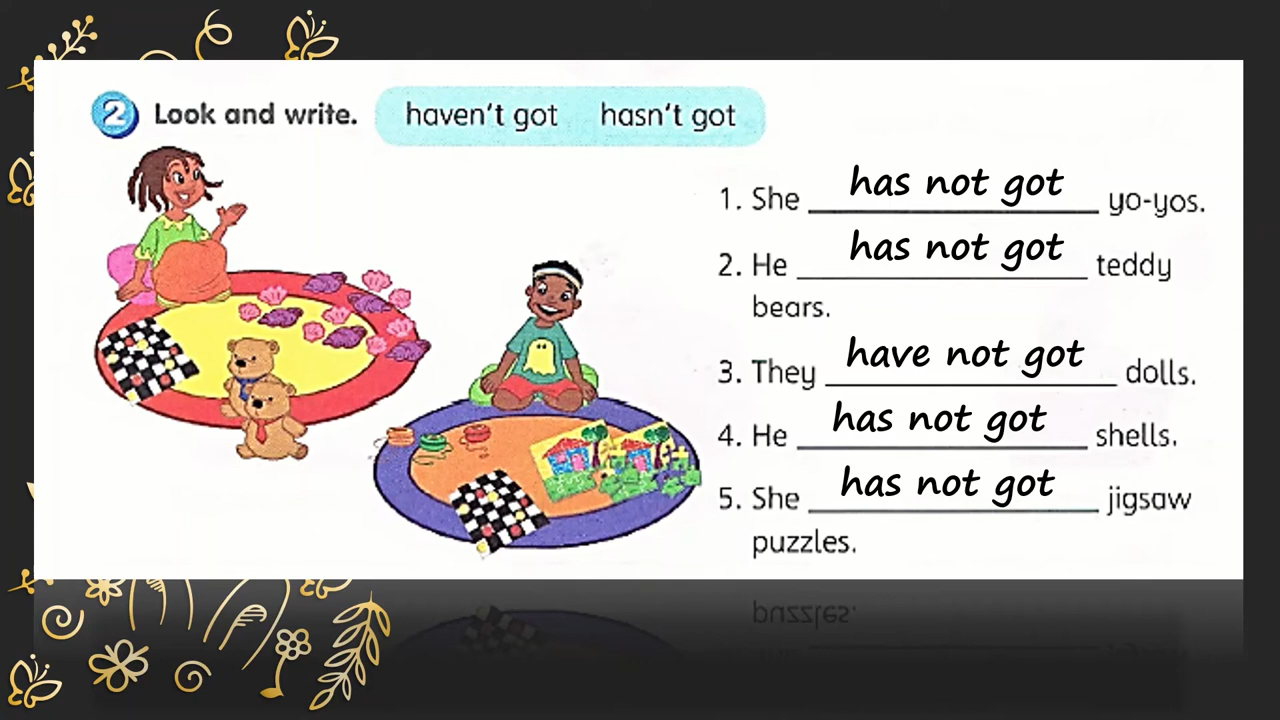 2 Look and write. haven't got hasn't got
1. She has not got yo-yos.
2. He has not got teddy
bears.
3. They have not got dolls.
4. He has not got shells.
5. She has not got jigsaw
puzzles.